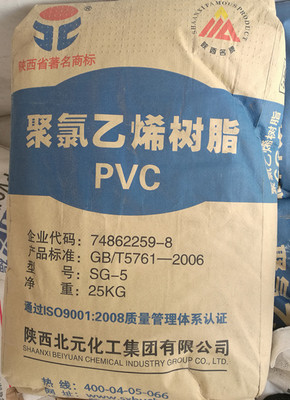 陕西省著名商标
SHAANXI FAMOUS PRODUCT
陕西名牌
聚氯乙烯树脂
PVC
企业代码：74862259-8
产品标准：GB/T5761—2006
型 号：SG-5
净 重：25KG
通过ISO9001:2008质量管理体系认证
陕西北元化工集团有限公司
SHAANXI BEIYUAN CHEMICAL INDUSTRY GROUP CO., LTD.
热线：400-04-05-066